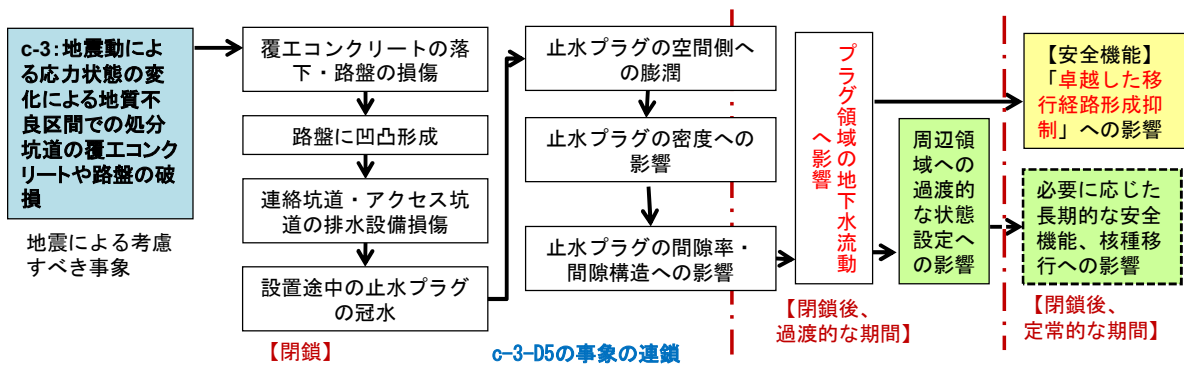 c-3：地震動によ
る応力状態の変
化による地質不
良区間での処分
坑道の覆工コンク
リートや路盤の破
損
地震による考慮
すべき事象
覆工コンクリートの落
下・路盤の損傷
路盤に凹凸形成
連絡坑道・アクセス坑
道の排水設備損傷
設置途中の止水プラグ
の冠水
【閉鎖】
止水プラグの空間側へ
の膨潤
止水プラグの密度への
影響
止水プラグの間隙率・
間隙構造への影響
c-3-D5の事象の連鎖
プラグ領域の地下水流動
へ影響
周辺領
域への
過渡的
な状態
設定へ
の影響
【閉鎖後、
過渡的な期間】
【安全機能】
「卓越した移
行経路形成抑
制」への影響
必要に応じた
長期的な安全
機能、核種移
行への影響
【閉鎖後、
定常的な期間】